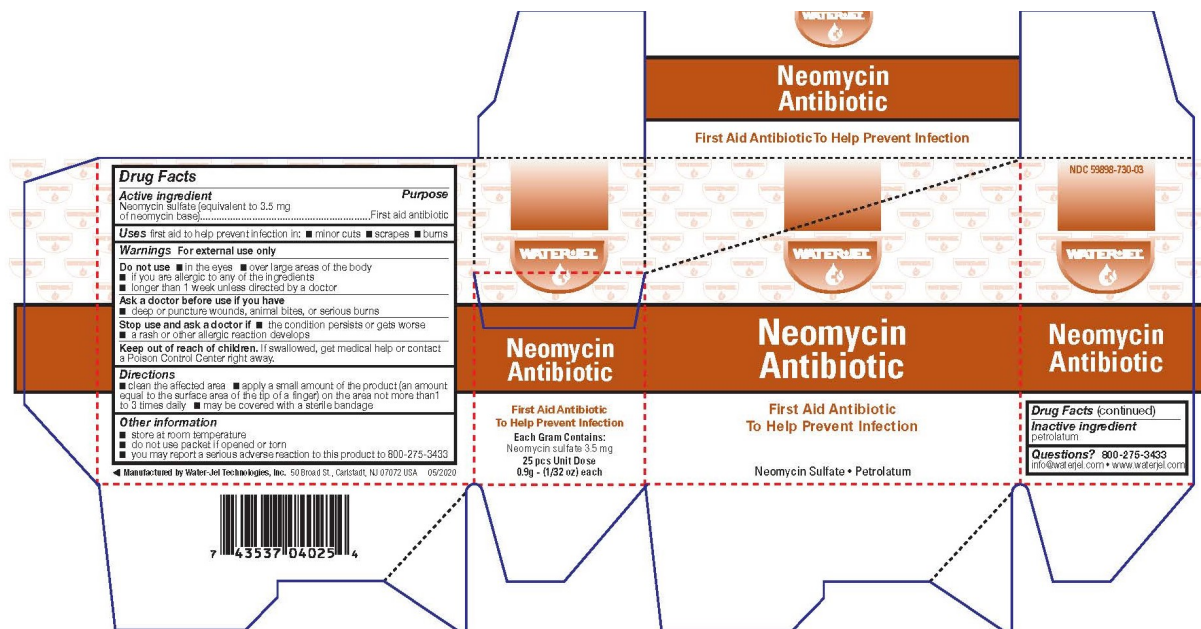 WATER·JEL
Neomycin
Antibiotic
First Aid Antibiotic To Help Prevent Infection
Drug Facts
Active ingredient Purpose
Neomycin sulfate (equivalent to 3.5 mg
of neomycin base)..........................................................First aid antibiotic
Uses first aid to help prevent infection in: ■ minor cuts ■ scrapes ■ burns
Warnings For external use only
Do not use ■ in the eyes ■ over large areas of the body
■ if you are allergic to any of the ingredients
■ longer than 1 week unless directed by a doctor
Ask a doctor before use if you have
■ deep or puncture wounds, animal bites, or serious burns
Stop use and ask a doctor if ■ the condition persists or gets worse
■ a rash or other allergic reaction develops
Keep out of reach of children. If swallowed, get medical help or contact
a Poison Control Center right away.
Directions
■ clean the affected area ■ apply a small amount of the product (an amount
equal to the surface area of the tip of a finger) on the area not more than1
to 3 times daily ■ may be covered with a sterile bandage
Other information
■ store at room temperature
■ do not use packet if opened or torn
■ you may report a serious adverse reaction to this product to 800-275-3433
◀ Manufactured by Water-Jel Technologies, Inc. 50 Broad St., Carlstadt, NJ 07072 USA 05/2020
7 43537 04025 4
WATER·JEL
Neomycin
Antibiotic
First Aid Antibiotic
To Help Prevent Infection
Each Gram Contains:
Neomycin sulfate 3.5 mg
25 pcs Unit Dose
0.9g - (1/32 oz) each
WATER·JEL
Neomycin
Antibiotic
First Aid Antibiotic
To Help Prevent Infection
Neomycin Sulfate • Petrolatum
NDC 59898-730-03
WATER·JEL
Neomycin
Antibiotic
Drug Facts (continued)
Inactive ingredient
petrolatum
Questions? 800-275-3433
info@waterjel.com • www.waterjel.com